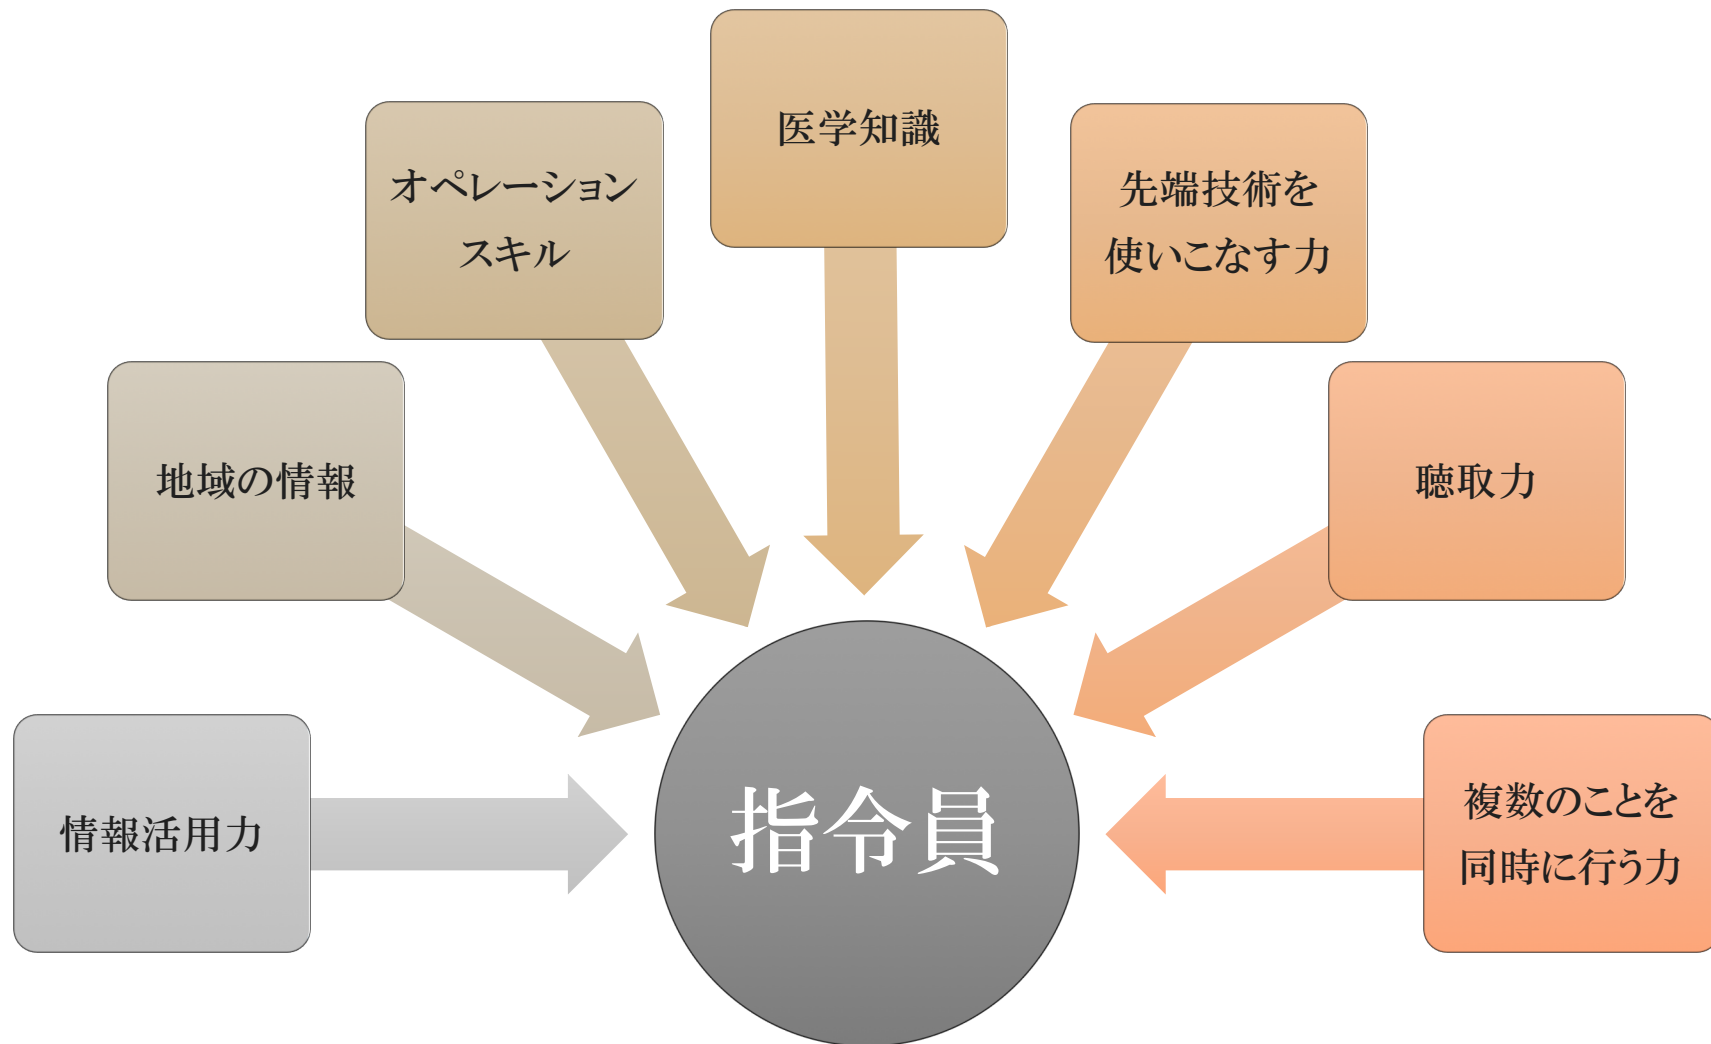 医学知識
オペレーション
スキル
先端技術を
使いこなす力
地域の情報
聴取力
情報活用力
指令員
複数のことを
同時に行う力